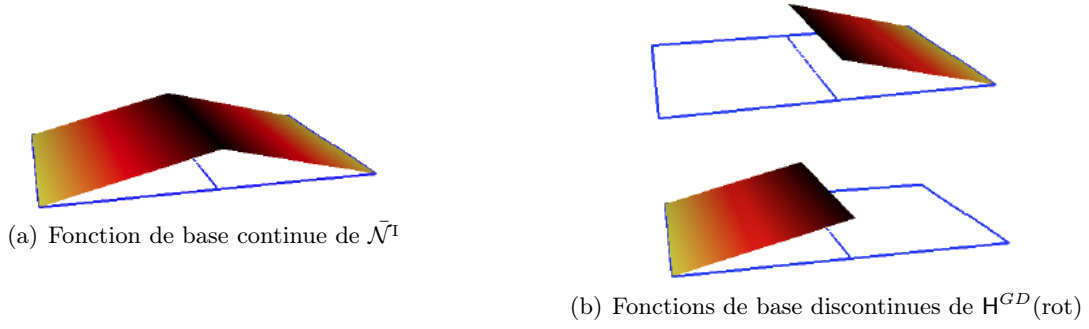 (a) Fonction de base continue de $\bar{\mathcal{N}}^{\mathrm{I}}$
(b) Fonctions de base discontinues de $\mathsf{H}^{GD}(\mathrm{rot})$